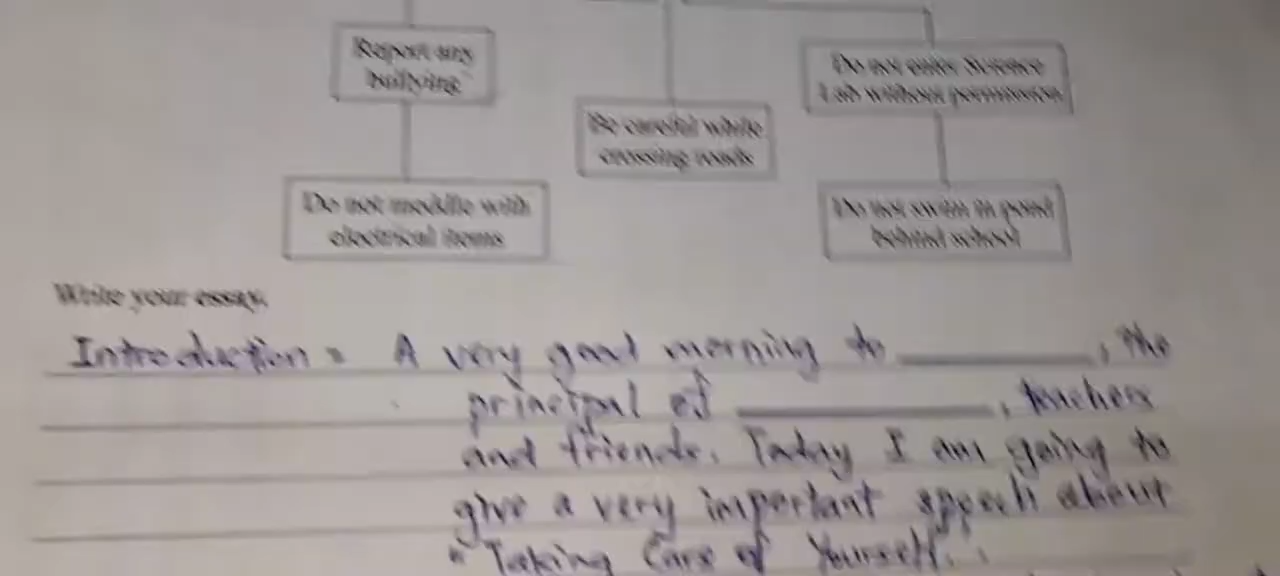 Report any
bullying
Do not enter Science
Lab without permission
Be careful while
crossing roads
Do not meddle with
electrical items
Do not swim in pond
behind school
Write your essay.
Introduction = A very good morning to ________, the
principal of ________, teachers
and friends. Today I am going to
give a very important speech about
"Taking Care of Yourself".